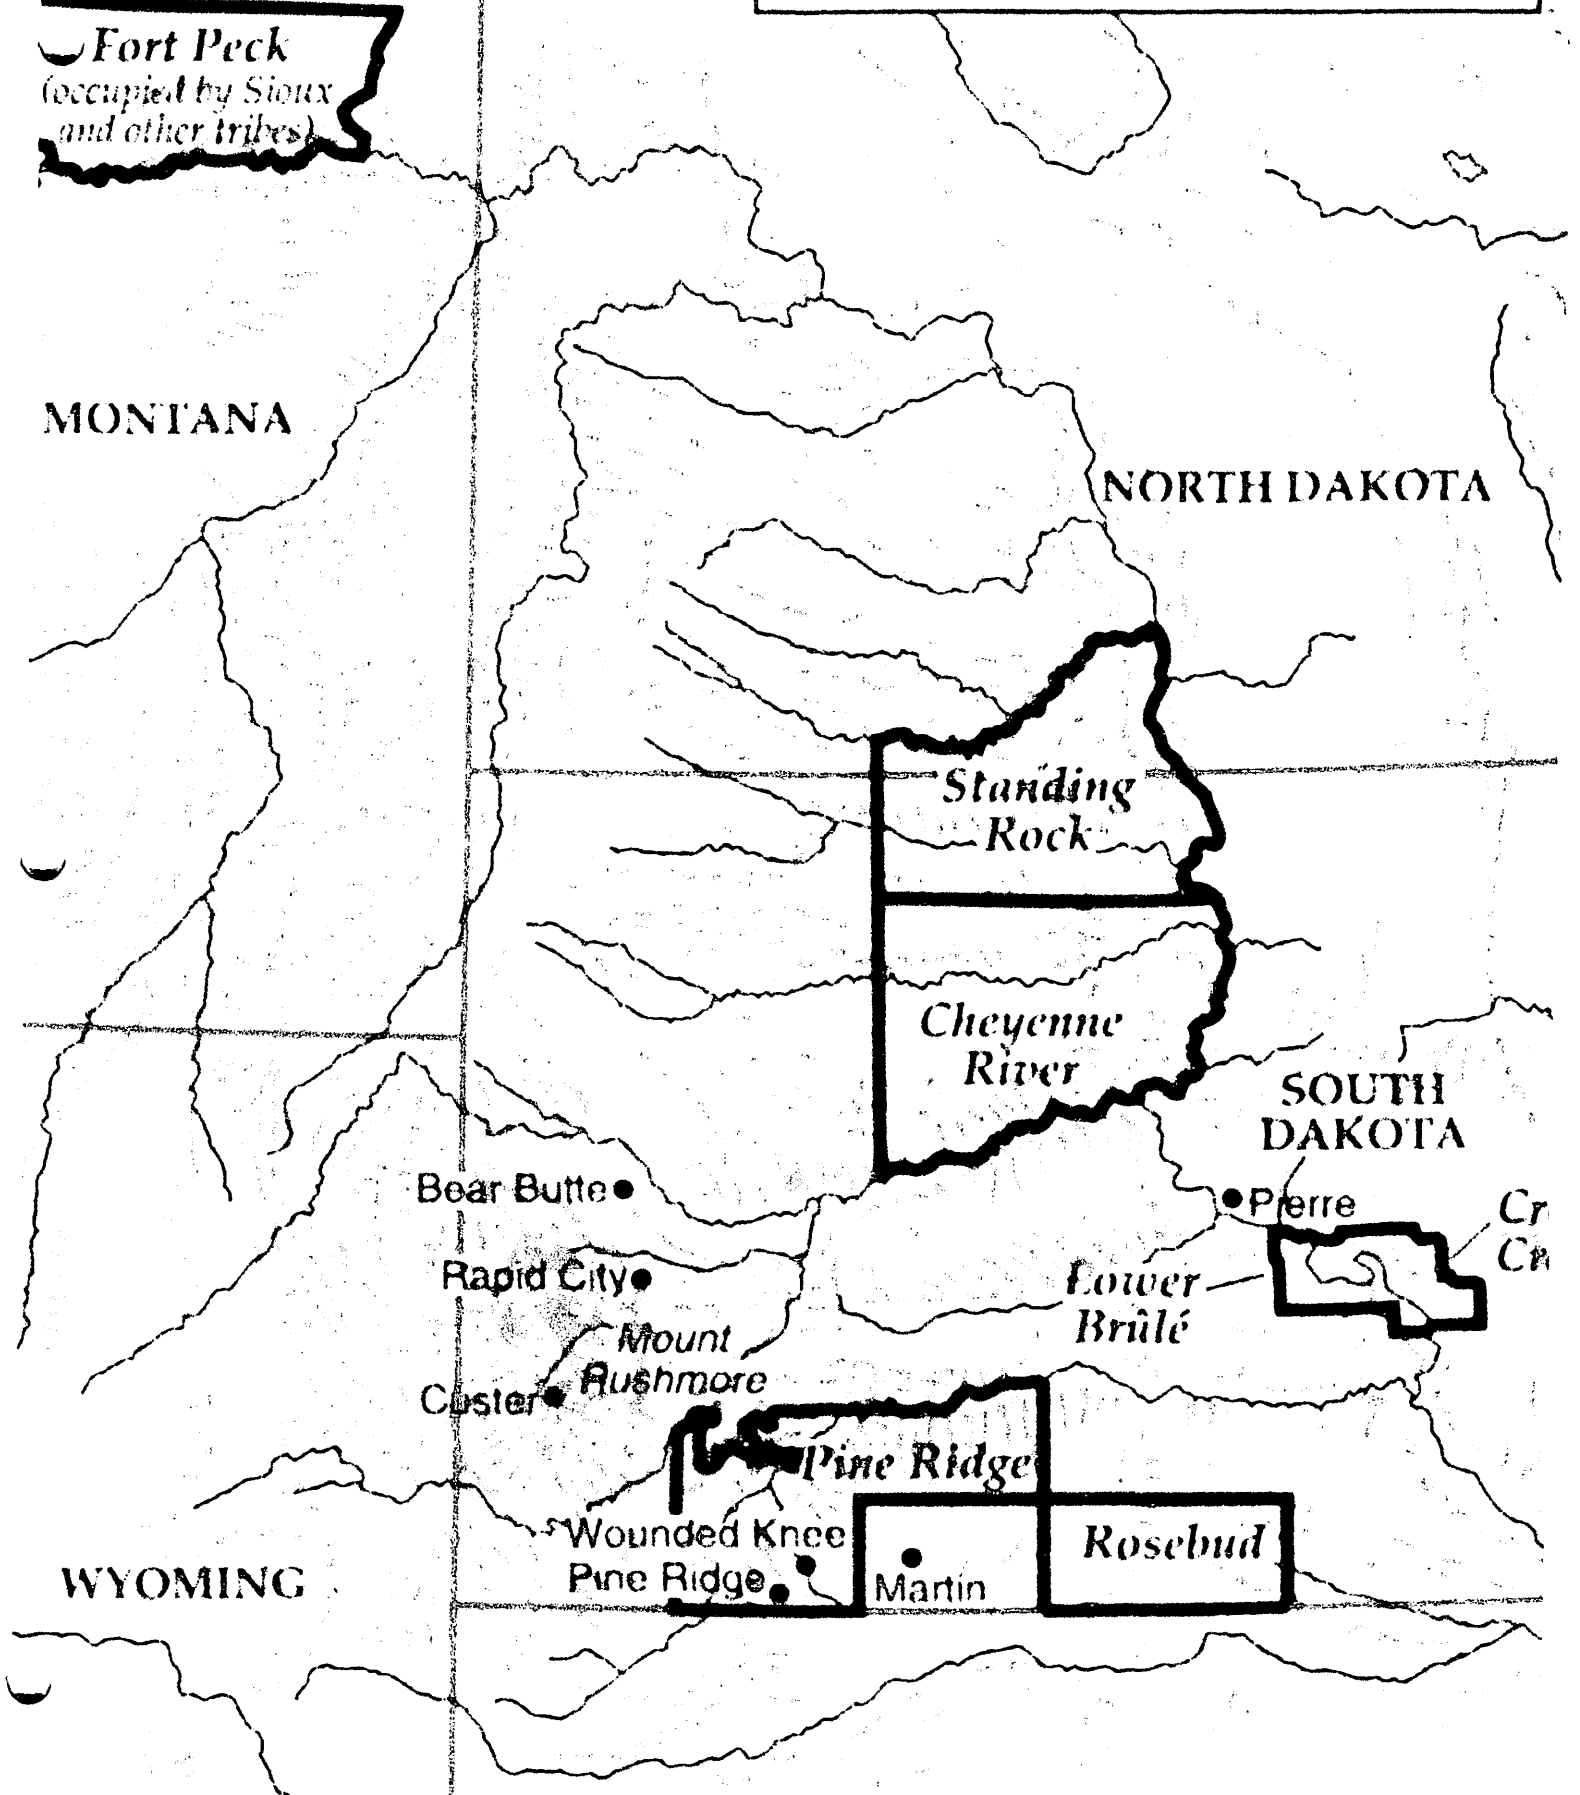 Fort Peck
(occupied by Sioux
and other tribes)
MONTANA
NORTH DAKOTA
Standing
Rock
Cheyenne
River
SOUTH
DAKOTA
Bear Butte
Pierre
Cr
Rapid City
Lower
Brûlé
Mount
Rushmore
Custer
Pine Ridge
Wounded Knee
Rosebud
Pine Ridge
Martin
WYOMING